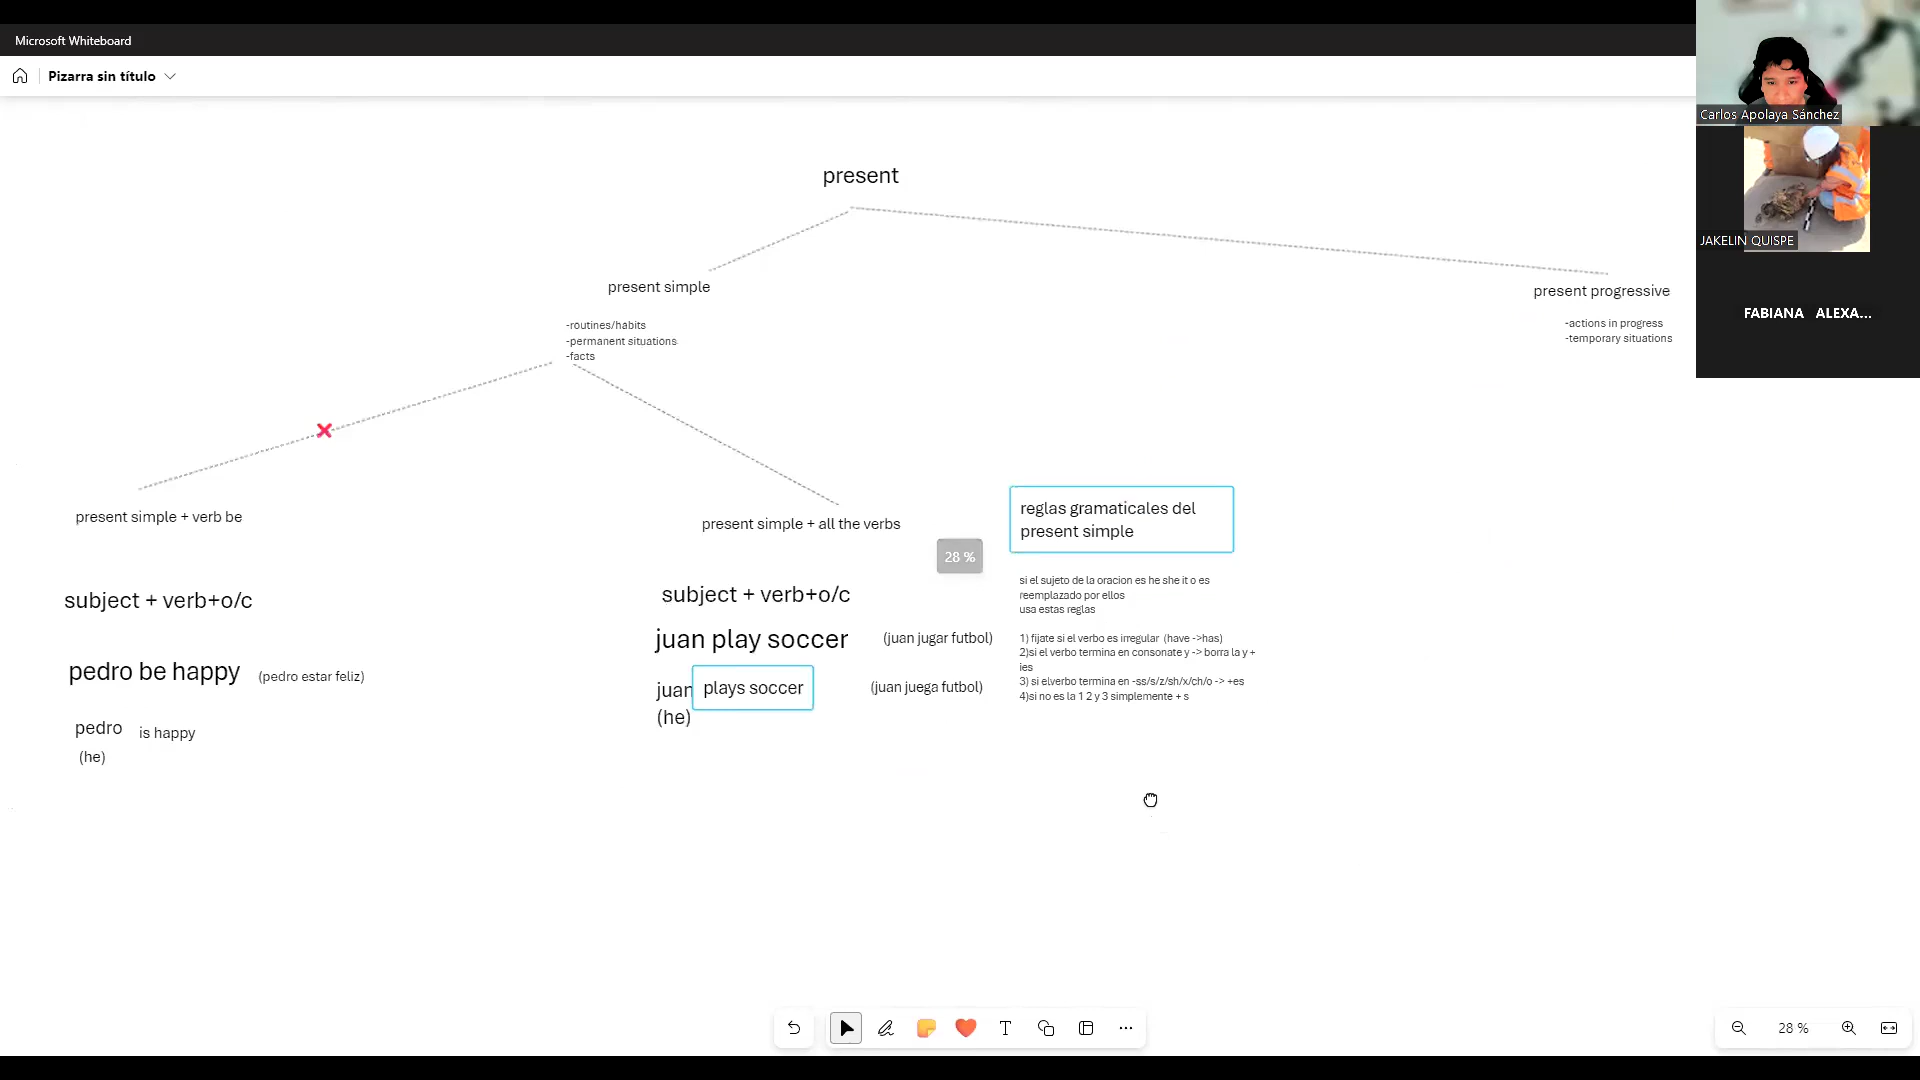 Microsoft Whiteboard
Pizarra sin título
Carlos Apolaya Sánchez
JAKELIN QUISPE
FABIANA ALEXA...
present
present simple
present progressive
-routines/habits
-permanent situations
-facts
-actions in progress
-temporary situations
present simple + verb be
present simple + all the verbs
reglas gramaticales del
present simple
28 %
subject + verb+o/c
subject + verb+o/c
si el sujeto de la oracion es he she it o es
reemplazado por ellos
usa estas reglas
juan play soccer
(juan jugar futbol)
1) fijate si el verbo es irregular (have ->has)
2)si el verbo termina en consonate y -> borra la y +
ies
3) si elverbo termina en -ss/s/z/sh/x/ch/o -> +es
4)si no es la 1 2 y 3 simplemente + s
pedro be happy
(pedro estar feliz)
juan
plays soccer
(juan juega futbol)
(he)
pedro
is happy
(he)
28 %